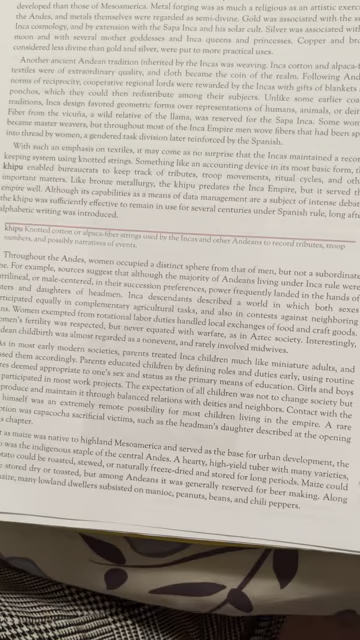 developed than those of Mesoamerica. Metal forging was as much a religious as an artistic exerc
the Andes, and metals themselves were regarded as semi-divine. Gold was associated with the s
Inca cosmology, and by extension with the Sapa Inca and his solar cult. Silver was associated wit
moon and with several mother goddesses and Inca queens and princesses. Copper and bro
considered less divine than gold and silver, were put to more practical uses.
Another ancient Andean tradition inherited by the Incas was weaving. Inca cotton and alpaca-f
textiles were of extraordinary quality, and cloth became the coin of the realm. Following And
norms of reciprocity, cooperative regional lords were rewarded by the Incas with gifts of blankets
ponchos, which they could then redistribute among their subjects. Unlike some earlier coa
traditions, Inca design favored geometric forms over representations of humans, animals, or deit
Fiber from the vicuña, a wild relative of the llama, was reserved for the Sapa Inca. Some wom
became master weavers, but throughout most of the Inca Empire men wove fibers that had been sp
into thread by women, a gendered task division later reinforced by the Spanish.
With such an emphasis on textiles, it may come as no surprise that the Incas maintained a recor
keeping system using knotted strings. Something like an accounting device in its most basic form, t
khipu enabled bureaucrats to keep track of tributes, troop movements, ritual cycles, and oth
important matters. Like bronze metallurgy, the khipu predates the Inca Empire, but it served th
empire well. Although its capabilities as a means of data management are a subject of intense debat
the khipu was sufficiently effective to remain in use for several centuries under Spanish rule, long aft
alphabetic writing was introduced.
khipu Knotted cotton or alpaca-fiber strings used by the Incas and other Andeans to record tributes, troop
numbers, and possibly narratives of events.
Throughout the Andes, women occupied a distinct sphere from that of men, but not a subordinate
e. For example, sources suggest that although the majority of Andeans living under Inca rule were
rilineal, or male-centered, in their succession preferences, power frequently landed in the hands of
ters and daughters of headmen. Inca descendants described a world in which both sexes
rticipated equally in complementary agricultural tasks, and also in contests against neighboring
ns. Women exempted from rotational labor duties handled local exchanges of food and craft goods.
omen's fertility was respected, but never equated with warfare, as in Aztec society. Interestingly,
dean childbirth was almost regarded as a nonevent, and rarely involved midwives.
As in most early modern societies, parents treated Inca children much like miniature adults, and
ssed them accordingly. Parents educated children by defining roles and duties early, using routine
res deemed appropriate to one's sex and status as the primary means of education. Girls and boys
participated in most work projects. The expectation of all children was not to change society but
produce and maintain it through balanced relations with deities and neighbors. Contact with the
himself was an extremely remote possibility for most children living in the empire. A rare
ption was capacocha sacrificial victims, such as the headman's daughter described at the opening
s chapter.
t as maize was native to highland Mesoamerica and served as the base for urban development, the
o was the indigenous staple of the central Andes. A hearty, high-yield tuber with many varieties,
otato could be roasted, stewed, or naturally freeze-dried and stored for long periods. Maize could
e stored dry or toasted, but among Andeans it was generally reserved for beer making. Along
aize, many lowland dwellers subsisted on manioc, peanuts, beans, and chili peppers.